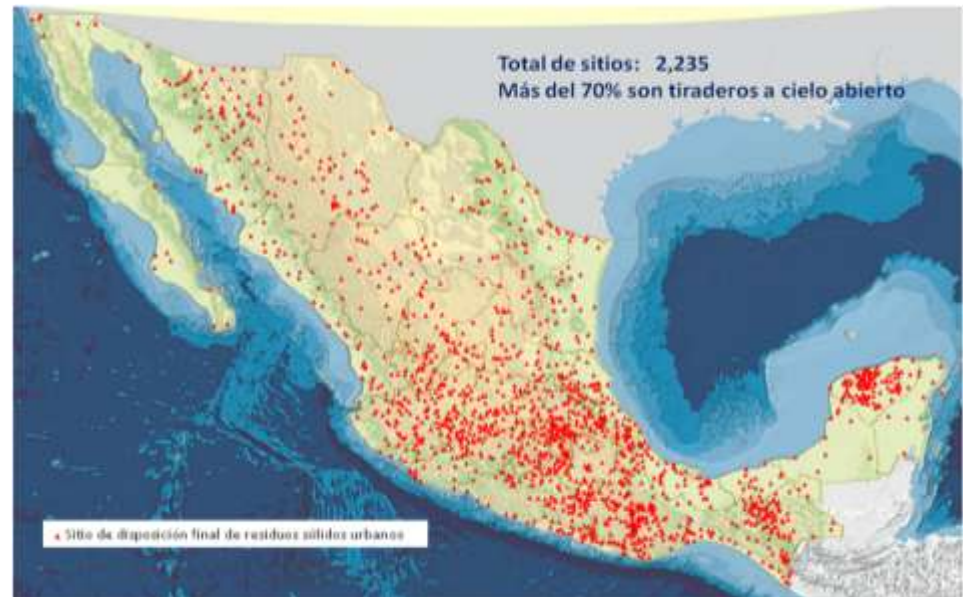 Total de sitios: 2,235
Más del 70% son tiraderos a cielo abierto
Sitio de disposición final de residuos sólidos urbanos